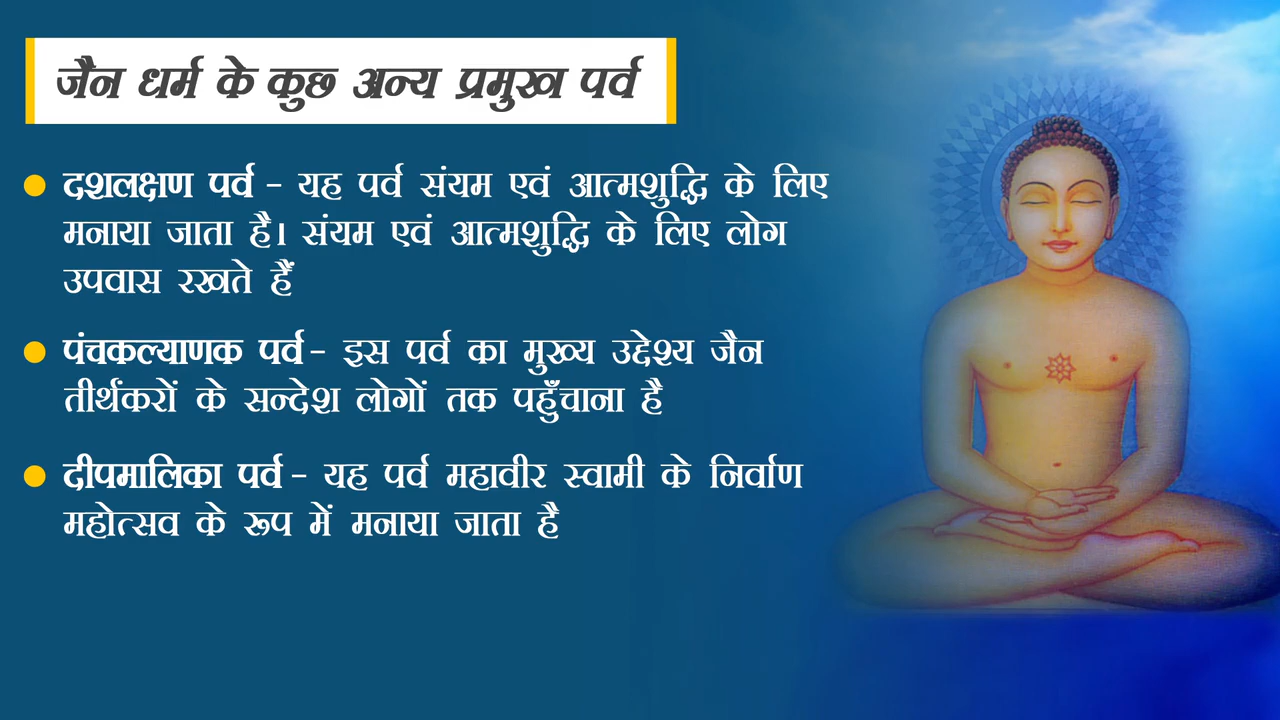 जैन धर्म के कुछ अन्य प्रमुख पर्व
दशलक्षण पर्व - यह पर्व संयम एवं आत्मशुद्धि के लिए
मनाया जाता है। संयम एवं आत्मशुद्धि के लिए लोग
उपवास रखते हैं
पंचकल्याणक पर्व - इस पर्व का मुख्य उद्देश्य जैन
तीर्थंकरों के सन्देश लोगों तक पहुँचाना है
दीपमालिका पर्व - यह पर्व महावीर स्वामी के निर्वाण
महोत्सव के रूप में मनाया जाता है